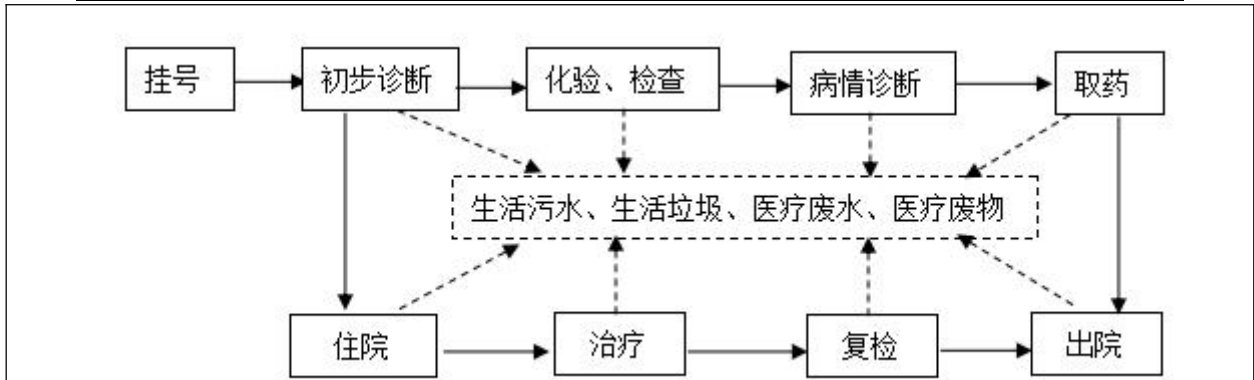 挂号
初步诊断
化验、检查
病情诊断
取药
生活污水、生活垃圾、医疗废水、医疗废物
住院
治疗
复检
出院